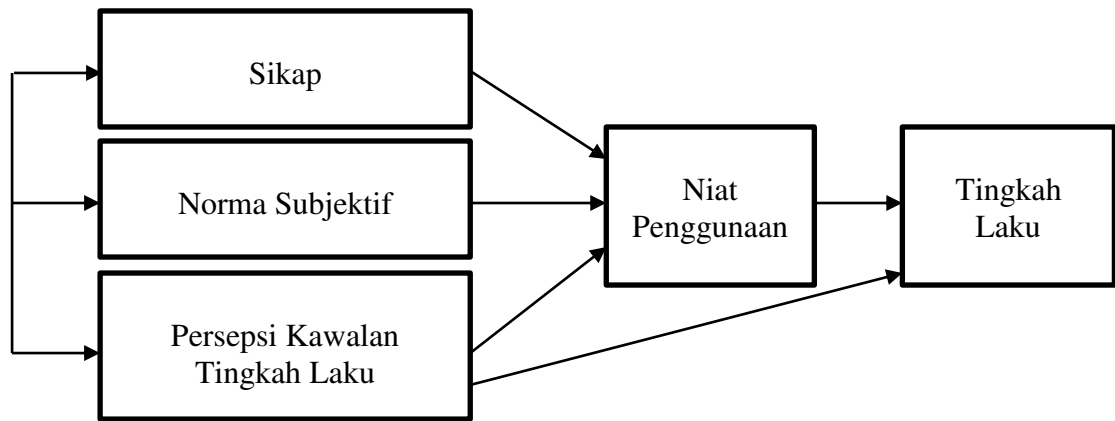 Sikap
Norma Subjektif
Persepsi Kawalan
Tingkah Laku
Niat
Penggunaan
Tingkah
Laku